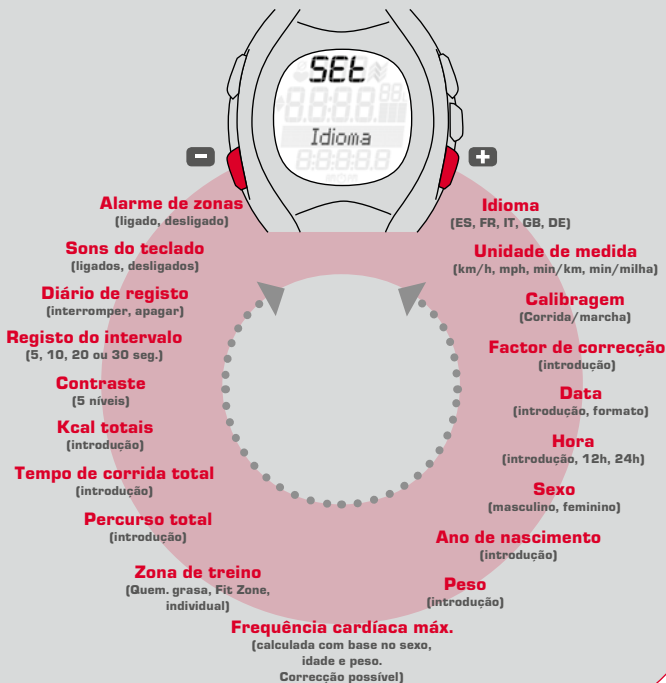 SEt
Idioma
-
+
Alarme de zonas
(ligado, desligado)
Sons do teclado
(ligados, desligados)
Diário de registo
(interromper, apagar)
Registo do intervalo
(5, 10, 20 ou 30 seg.)
Contraste
(5 níveis)
Kcal totais
(introdução)
Tempo de corrida total
(introdução)
Percurso total
(introdução)
Zona de treino
(Quem. grasa, Fit Zone,
individual)
Idioma
(ES, FR, IT, GB, DE)
Unidade de medida
(km/h, mph, min/km, min/milha)
Calibragem
(Corrida/marcha)
Factor de correcção
(introdução)
Data
(introdução, formato)
Hora
(introdução, 12h, 24h)
Sexo
(masculino, feminino)
Ano de nascimento
(introdução)
Peso
(introdução)
Frequência cardíaca máx.
(calculada com base no sexo,
idade e peso.
Correcção possível)